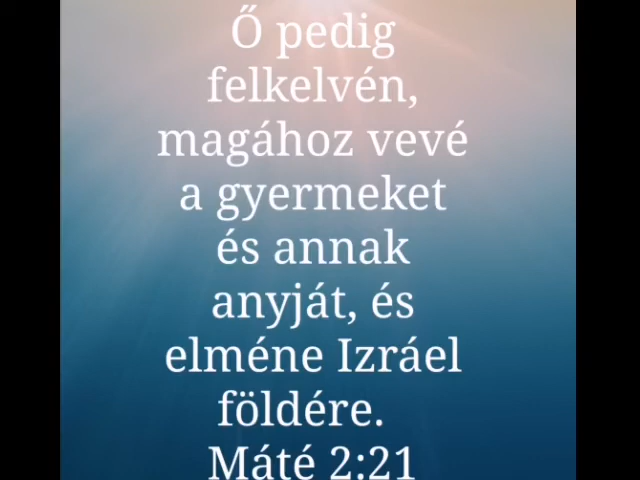 Ő pedig
felkelvén,
magához vevé
a gyermeket
és annak
anyját, és
elméne Izráel
földére.
Máté 2:21